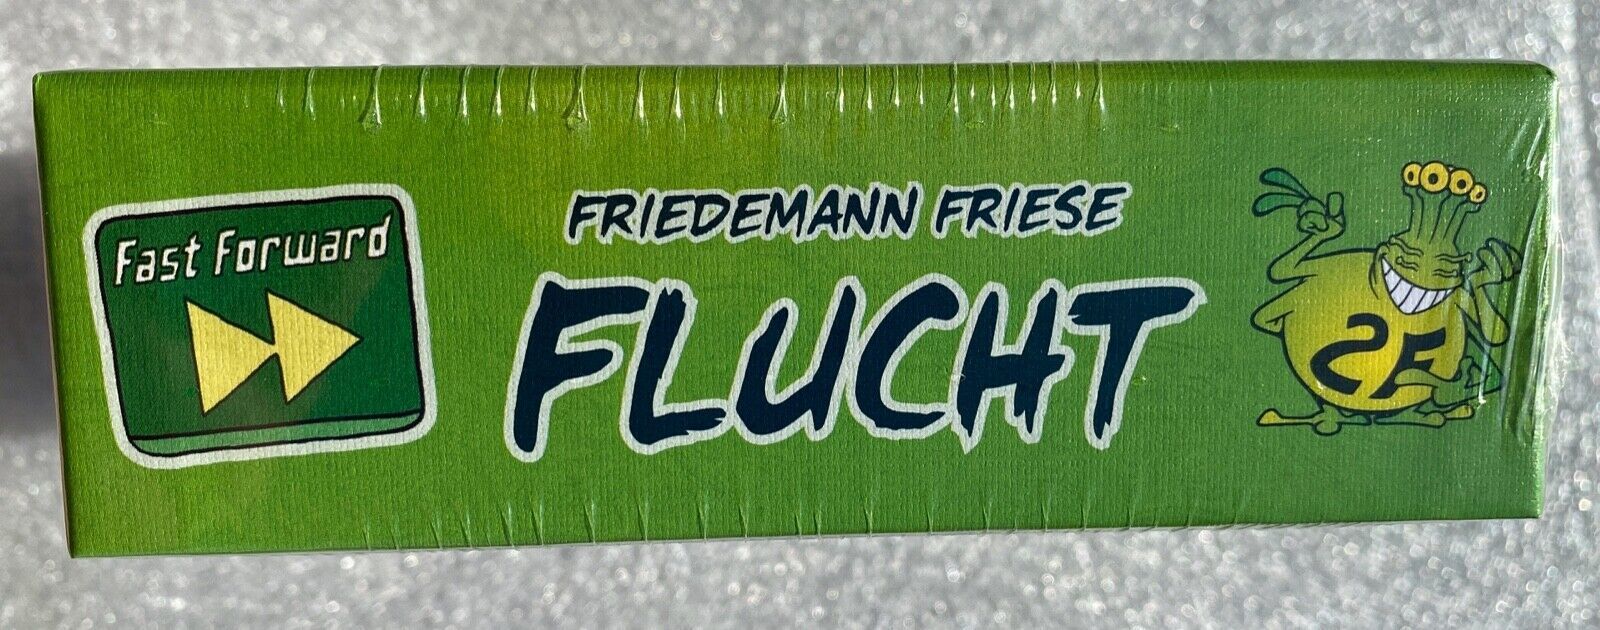 Fast Forward
FRIEDEMANN FRIESE
FLUCHT
2F